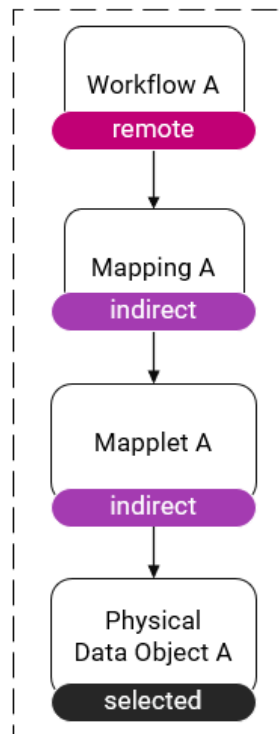 Workflow A
remote
Mapping A
indirect
Mapplet A
indirect
Physical
Data Object A
selected